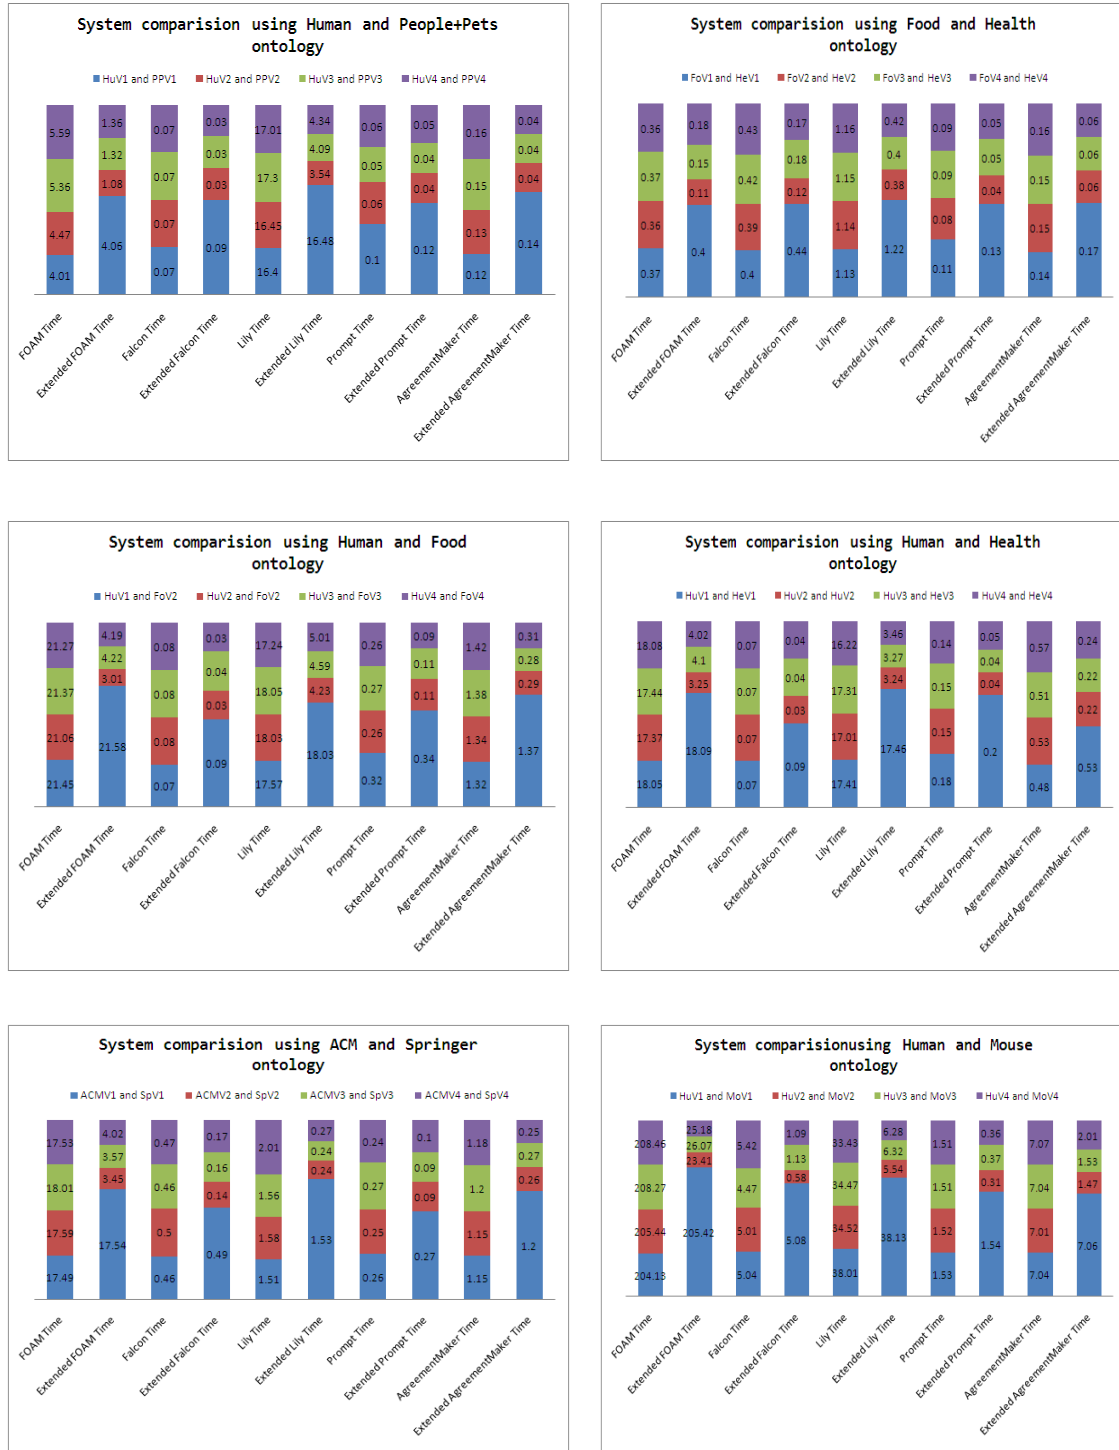 System comparision using Human and People+Pets
ontology
HuV1 and PPV1 HuV2 and PPV2 HuV3 and PPV3 HuV4 and PPV4
5.59 1.36 0.07 0.03 17.01 4.34 0.06 0.05 0.16 0.04
5.36 1.32 0.07 0.03 17.3 4.09 0.05 0.04 0.15 0.04
4.47 1.08 0.07 0.03 16.45 3.54 0.06 0.04 0.13 0.04
4.01 4.06 0.07 0.09 16.4 16.48 0.1 0.12 0.12 0.14
FOAM Time
Extended FOAM Time
Falcon Time
Extended Falcon Time
Lily Time
Extended Lily Time
Prompt Time
Extended Prompt Time
AgreementMaker Time
Extended AgreementMaker Time
System comparision using Food and Health
ontology
FoV1 and HeV1 FoV2 and HeV2 FoV3 and HeV3 FoV4 and HeV4
0.36 0.18 0.43 0.17 1.16 0.42 0.09 0.05 0.16 0.06
0.37 0.15 0.42 0.18 1.15 0.4 0.09 0.05 0.15 0.06
0.36 0.11 0.39 0.12 1.14 0.38 0.08 0.04 0.15 0.06
0.37 0.4 0.4 0.44 1.13 1.22 0.11 0.13 0.14 0.17
FOAM Time
Extended FOAM Time
Falcon Time
Extended Falcon Time
Lily Time
Extended Lily Time
Prompt Time
Extended Prompt Time
AgreementMaker Time
Extended AgreementMaker Time
System comparision using Human and Food
ontology
HuV1 and FoV2 HuV2 and FoV2 HuV3 and FoV3 HuV4 and FoV4
21.27 4.19 0.08 0.03 17.24 5.01 0.26 0.09 1.42 0.31
21.37 4.22 0.08 0.04 18.05 4.59 0.27 0.11 1.38 0.28
21.06 3.01 0.08 0.03 18.03 4.23 0.26 0.11 1.34 0.29
21.45 21.58 0.07 0.09 17.57 18.03 0.32 0.34 1.32 1.37
FOAM Time
Extended FOAM Time
Falcon Time
Extended Falcon Time
Lily Time
Extended Lily Time
Prompt Time
Extended Prompt Time
AgreementMaker Time
Extended AgreementMaker Time
System comparision using Human and Health
ontology
HuV1 and HeV1 HuV2 and HuV2 HuV3 and HeV3 HuV4 and HeV4
18.08 4.02 0.07 0.04 16.22 3.46 0.14 0.05 0.57 0.24
17.44 4.1 0.07 0.04 17.31 3.27 0.15 0.04 0.51 0.22
17.37 3.25 0.07 0.03 17.01 3.24 0.15 0.04 0.53 0.22
18.05 18.09 0.07 0.09 17.41 17.46 0.18 0.2 0.48 0.53
FOAM Time
Extended FOAM Time
Falcon Time
Extended Falcon Time
Lily Time
Extended Lily Time
Prompt Time
Extended Prompt Time
AgreementMaker Time
Extended AgreementMaker Time
System comparision using ACM and Springer
ontology
ACMV1 and SpV1 ACMV2 and SpV2 ACMV3 and SpV3 ACMV4 and SpV4
17.53 4.02 0.47 0.17 2.01 0.27 0.24 0.1 1.18 0.25
18.01 3.57 0.46 0.16 1.56 0.24 0.27 0.09 1.2 0.27
17.59 3.45 0.5 0.14 1.58 0.24 0.25 0.09 1.15 0.26
17.49 17.54 0.46 0.49 1.51 1.53 0.26 0.27 1.15 1.2
FOAM Time
Extended FOAM Time
Falcon Time
Extended Falcon Time
Lily Time
Extended Lily Time
Prompt Time
Extended Prompt Time
AgreementMaker Time
Extended AgreementMaker Time
System comparisionusing Human and Mouse
ontology
HuV1 and MoV1 HuV2 and MoV2 HuV3 and MoV3 HuV4 and MoV4
208.46 25.18 5.42 1.09 33.43 6.28 1.51 0.36 7.07 2.01
208.27 26.07 4.47 1.13 34.47 6.32 1.51 0.37 7.04 1.53
205.44 23.41 5.01 0.58 34.52 5.54 1.52 0.31 7.01 1.47
204.13 205.42 5.04 5.08 38.01 38.13 1.53 1.54 7.04 7.06
FOAM Time
Extended FOAM Time
Falcon Time
Extended Falcon Time
Lily Time
Extended Lily Time
Prompt Time
Extended Prompt Time
AgreementMaker Time
Extended AgreementMaker Time